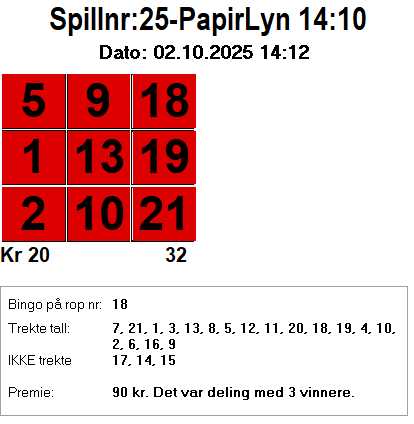 Spillnr:25-PapirLyn 14:10
Dato: 02.10.2025 14:12
5 9 18
1 13 19
2 10 21
Kr 20 32
Bingo på rop nr: 18
Trekte tall: 7, 21, 1, 3, 13, 8, 5, 12, 11, 20, 18, 19, 4, 10,
2, 6, 16, 9
IKKE trekte 17, 14, 15
Premie: 90 kr. Det var deling med 3 vinnere.